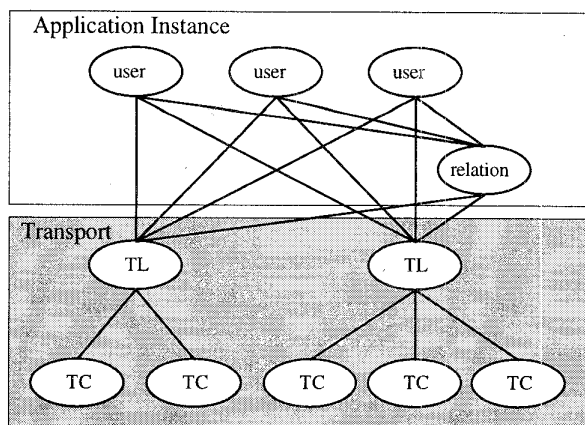 Application Instance
user
user
user
relation
Transport
TL
TL
TC
TC
TC
TC
TC